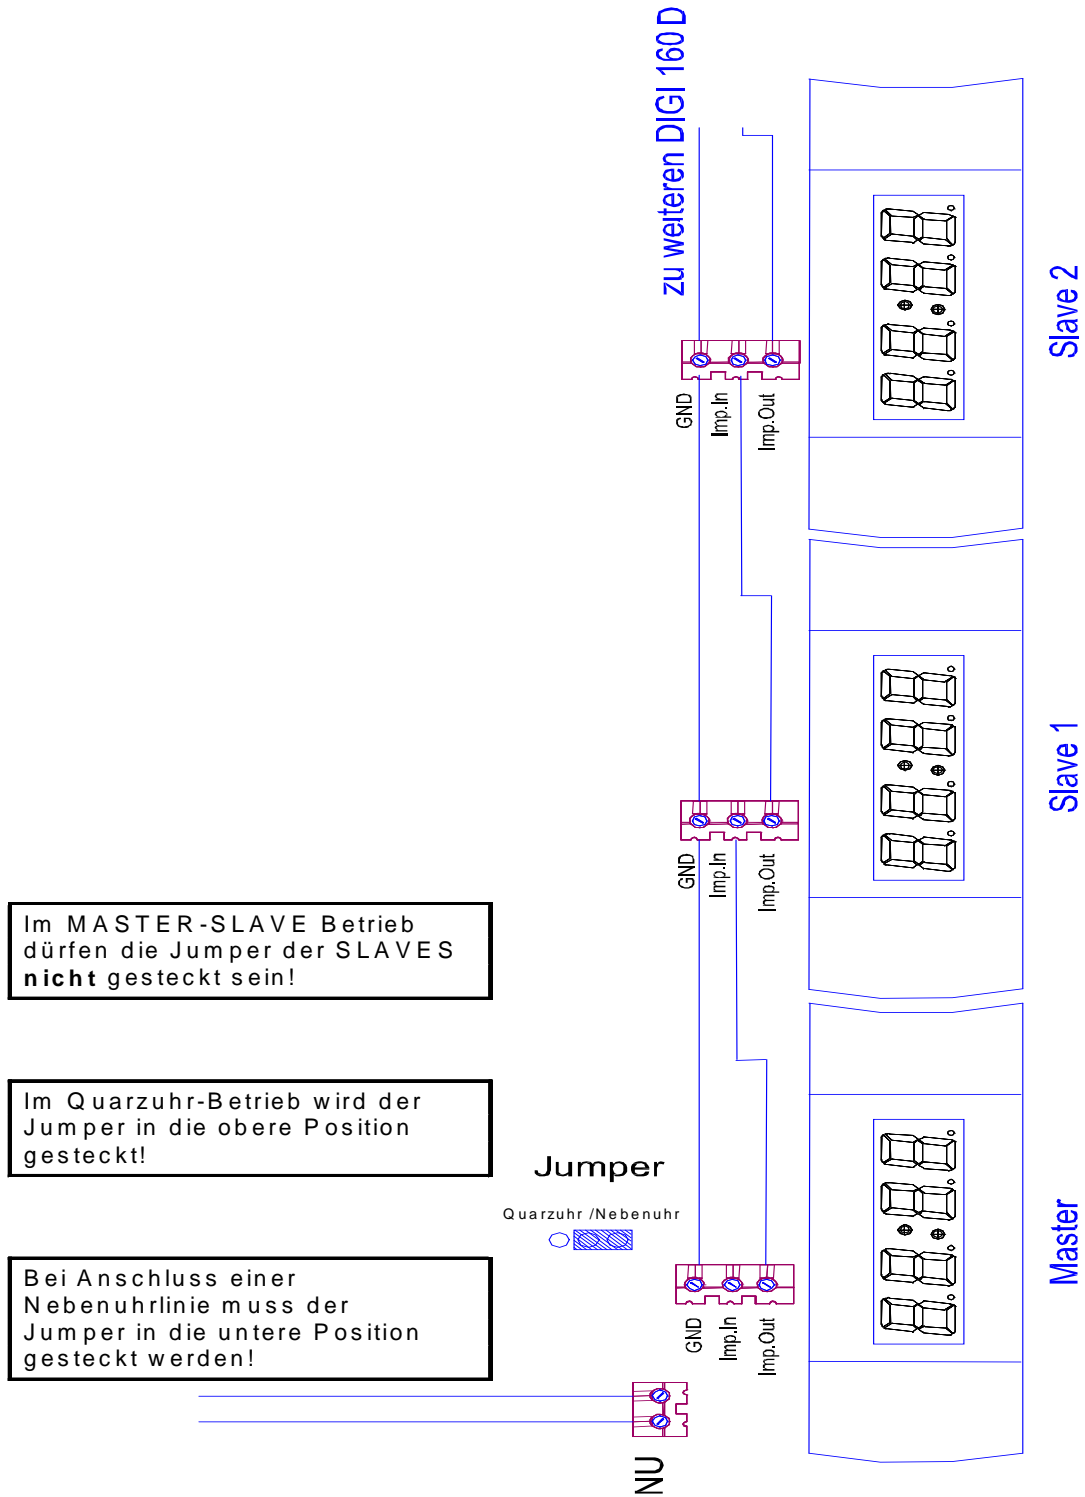 zu weiteren DIGI 160 D
Slave 2
GND
Imp.In
Imp.Out
Slave 1
GND
Imp.In
Imp.Out
Im MASTER-SLAVE Betrieb
dürfen die Jumper der SLAVES
nicht gesteckt sein!
Im Quarzuhr-Betrieb wird der
Jumper in die obere Position
gesteckt!
Jumper
Quarzuhr /Nebenuhr
Master
Bei Anschluss einer
Nebenuhrlinie muss der
Jumper in die untere Position
gesteckt werden!
GND
Imp.In
Imp.Out
NU